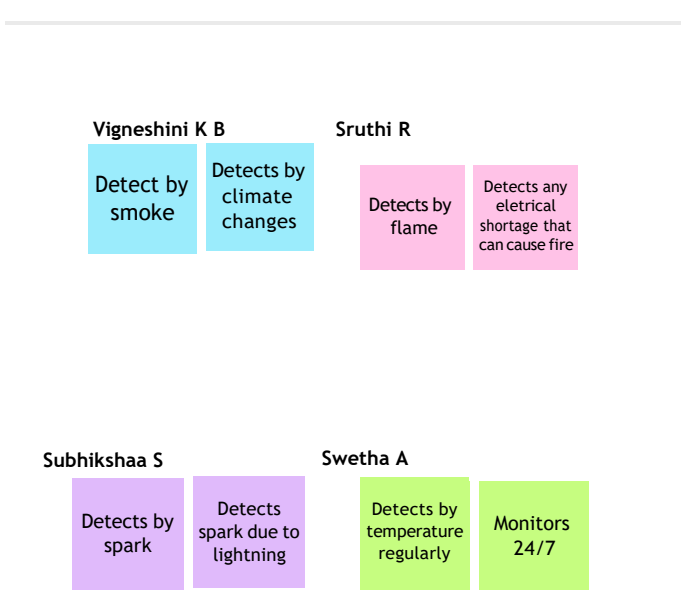 Vigneshini K B
Detect by
smoke
Detects by
climate
changes
Sruthi R
Detects by
flame
Detects any
eletrical
shortage that
can cause fire
Subhikshaa S
Detects by
spark
Detects
spark due to
lightning
Swetha A
Detects by
temperature
regularly
Monitors
24/7